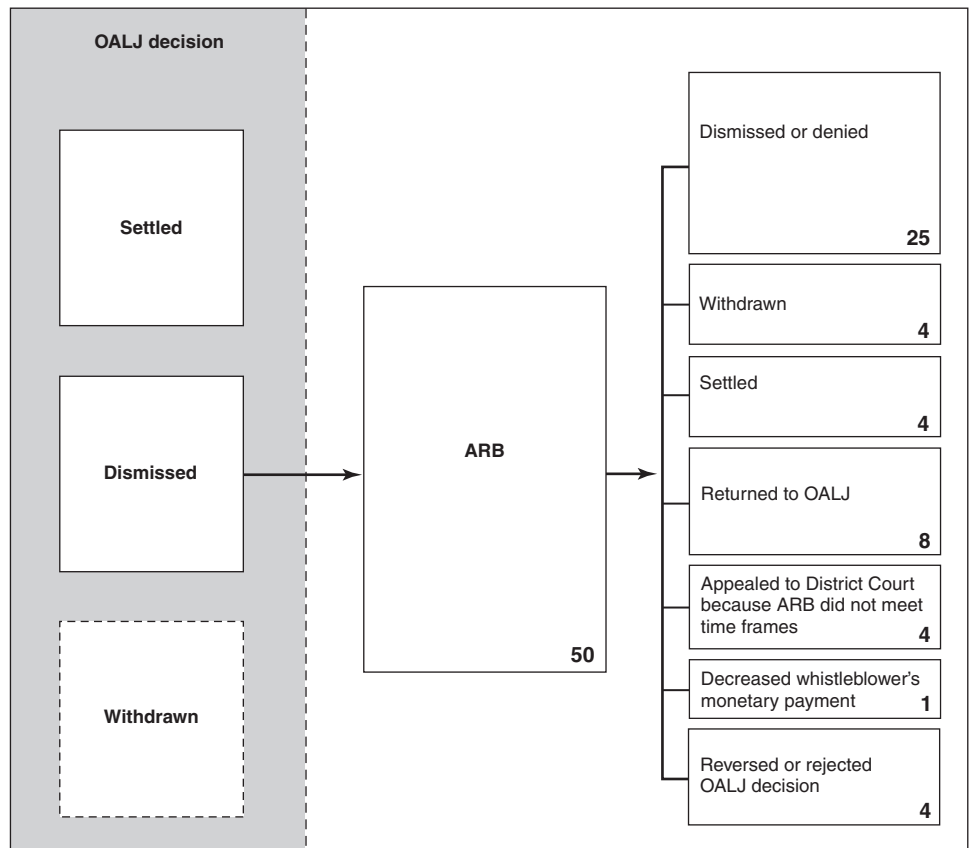 OALJ decision
Settled
Dismissed
Withdrawn
ARB
50
Dismissed or denied
25
Withdrawn
4
Settled
4
Returned to OALJ
8
Appealed to District Court
because ARB did not meet
time frames
4
Decreased whistleblower's
monetary payment
1
Reversed or rejected
OALJ decision
4